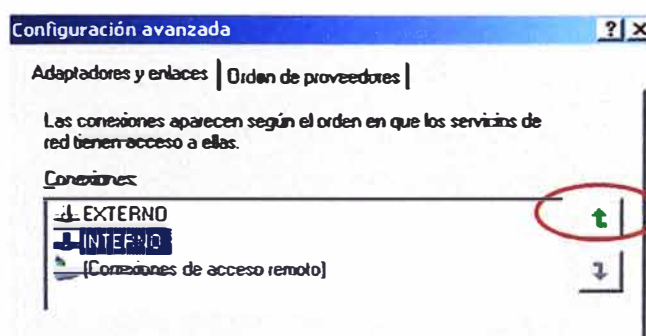 Configuración avanzada
Adaptadores y enlaces
Orden de proveedores
Las conexiones aparecen según el orden en que los servicios de
red tienen acceso a ellas.
Conexiones:
EXTERNO
INTERNO
[Conexiones de acceso remoto]